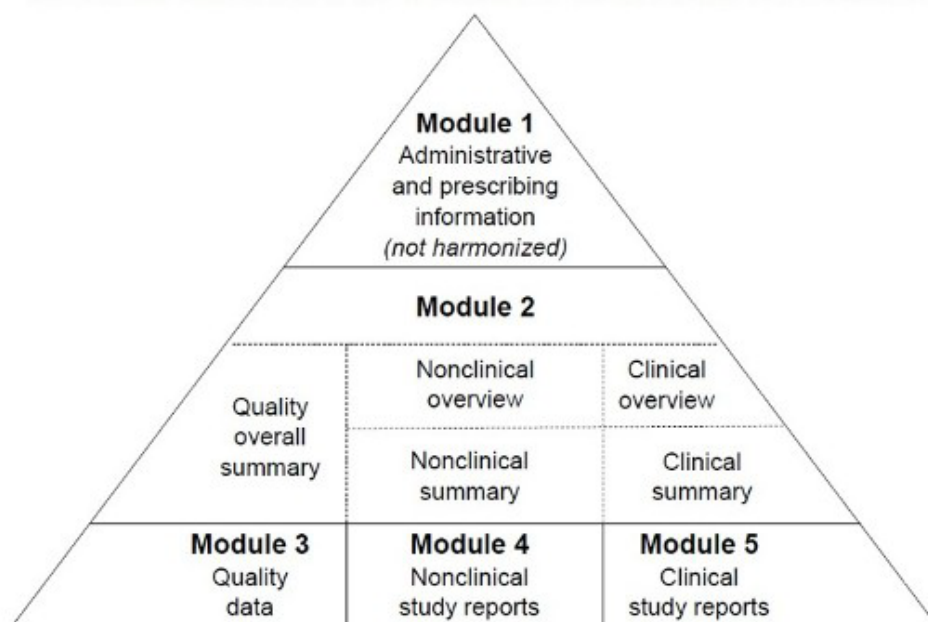 Module 1
Administrative
and prescribing
information
(not harmonized)
Module 2
Quality
overall
summary
Nonclinical
overview
Nonclinical
summary
Clinical
overview
Clinical
summary
Module 3
Quality
data
Module 4
Nonclinical
study reports
Module 5
Clinical
study reports